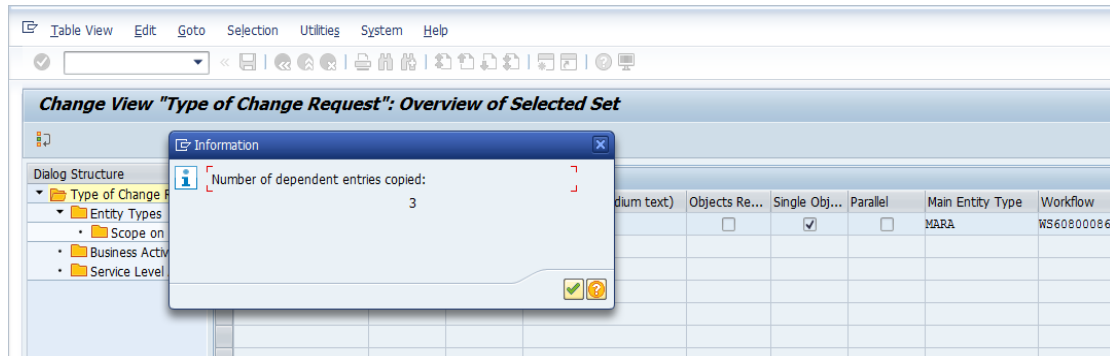 Table View Edit Goto Selection Utilities System Help
Change View "Type of Change Request": Overview of Selected Set
Information
Dialog Structure
Number of dependent entries copied:
3
Type of Change
Entity Types
Scope on
Business Activ
Service Level
dium text) Objects Re... Single Obj... Parallel Main Entity Type Workflow
MARA WS60800086